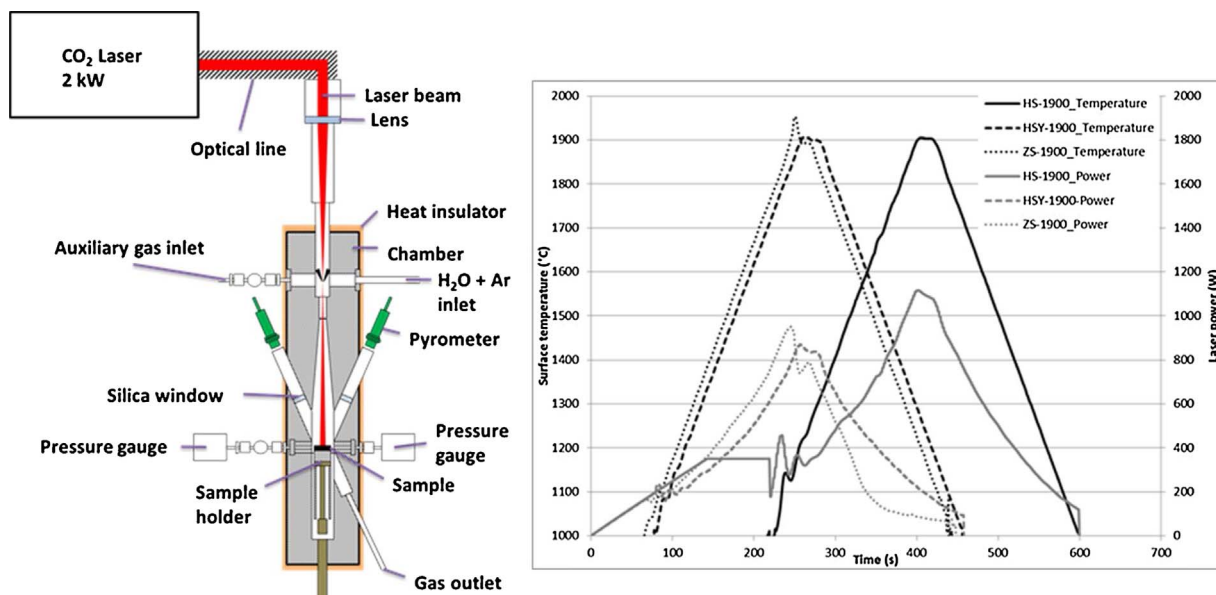 CO₂ Laser
2 kW
Laser beam
Lens
Optical line
Heat insulator
Auxiliary gas inlet
Chamber
H₂O + Ar
inlet
Pyrometer
Silica window
Pressure gauge
Pressure
gauge
Sample
Sample
holder
Gas outlet
2000
1900
1800
1700
1600
1500
1400
1300
1200
1100
1000
Surface temperature (°C)
HS-1900_Temperature
HSY-1900_Temperature
ZS-1900_Temperature
HS-1900_Power
HSY-1900-Power
ZS-1900_Power
2000
1800
1600
1400
1200
1000
800
600
400
200
0
Laser power (W)
0
100
200
300
400
500
600
700
Time (s)